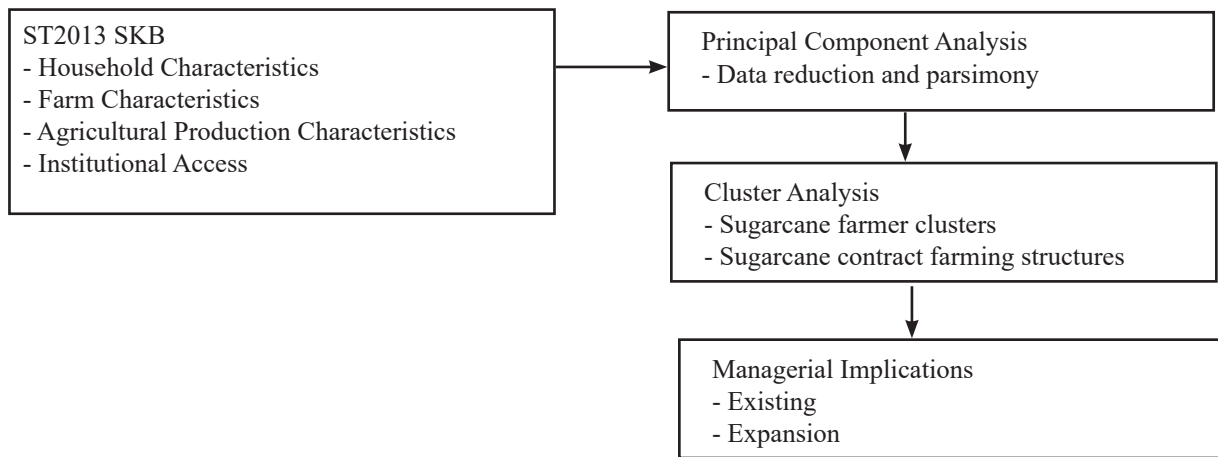 ST2013 SKB
- Household Characteristics
- Farm Characteristics
- Agricultural Production Characteristics
- Institutional Access
Principal Component Analysis
- Data reduction and parsimony
Cluster Analysis
- Sugarcane farmer clusters
- Sugarcane contract farming structures
Managerial Implications
- Existing
- Expansion